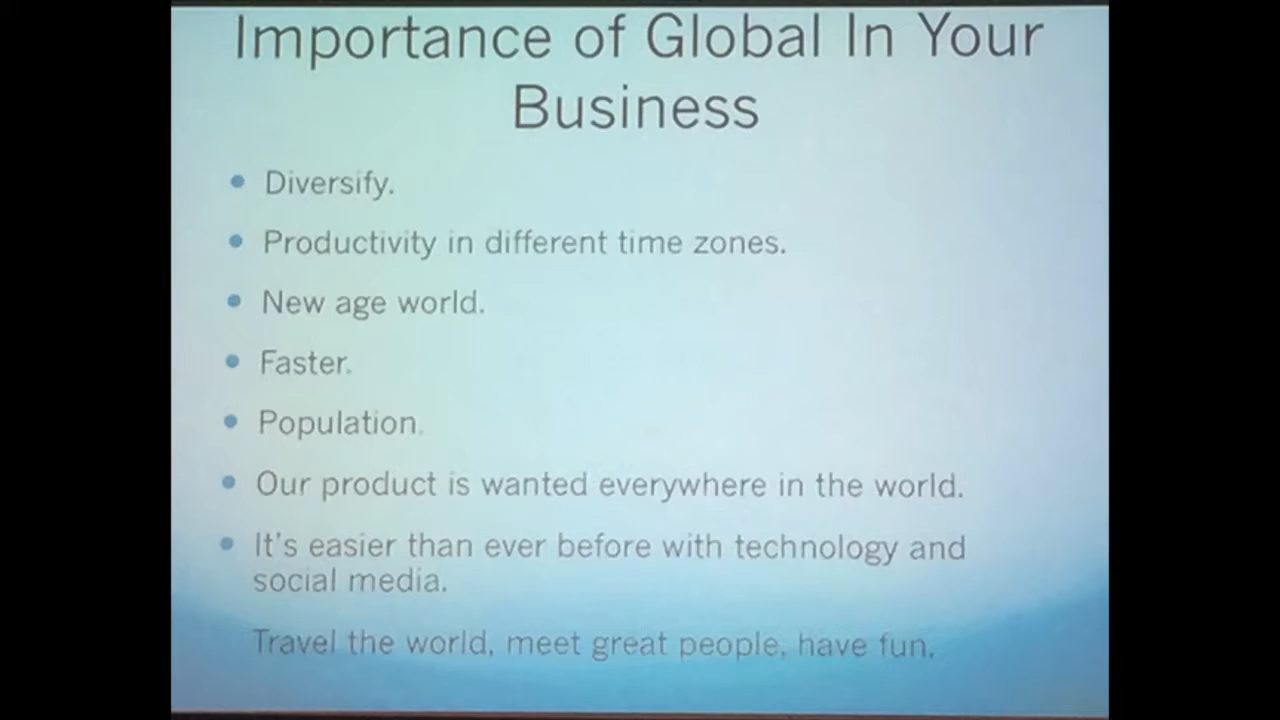 Importance of Global In Your
Business
• Diversify.
• Productivity in different time zones.
• New age world.
• Faster.
• Population.
• Our product is wanted everywhere in the world.
• It's easier than ever before with technology and
social media.
Travel the world, meet great people, have fun.